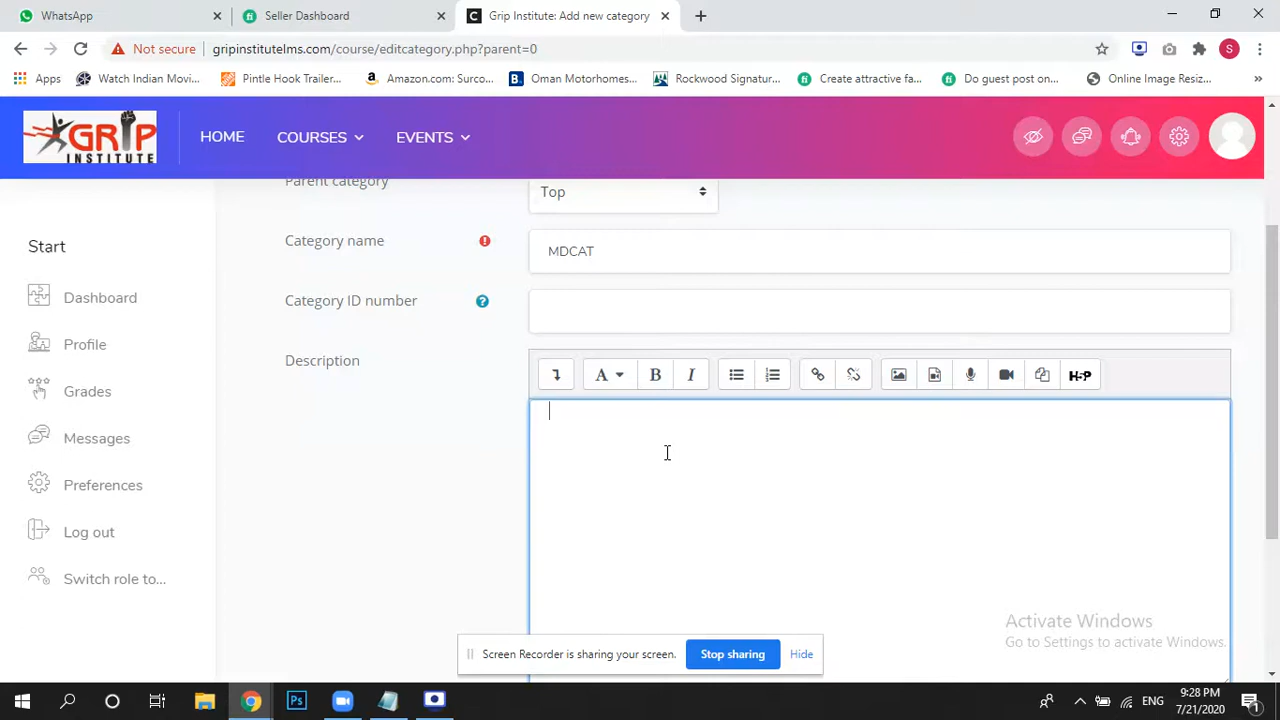 WhatsApp
Seller Dashboard
Grip Institute: Add new category
Not secure
gripinstitutelms.com/course/editcategory.php?parent=0
S
Apps
Watch Indian Movi...
Pintle Hook Trailer...
Amazon.com: Surco...
Oman Motorhomes...
Rockwood Signatur...
Create attractive fa...
Do guest post on...
Online Image Resiz...
GRIP
INSTITUTE
HOME
COURSES
EVENTS
Parent category
Top
Start
Category name
MDCAT
Dashboard
Category ID number
Profile
Description
Grades
A
B
I
H-P
Messages
Preferences
Log out
Switch role to...
Activate Windows
Go to Settings to activate Windows.
Screen Recorder is sharing your screen.
Stop sharing
Hide
Ps
ENG
9:28 PM
7/21/2020
1